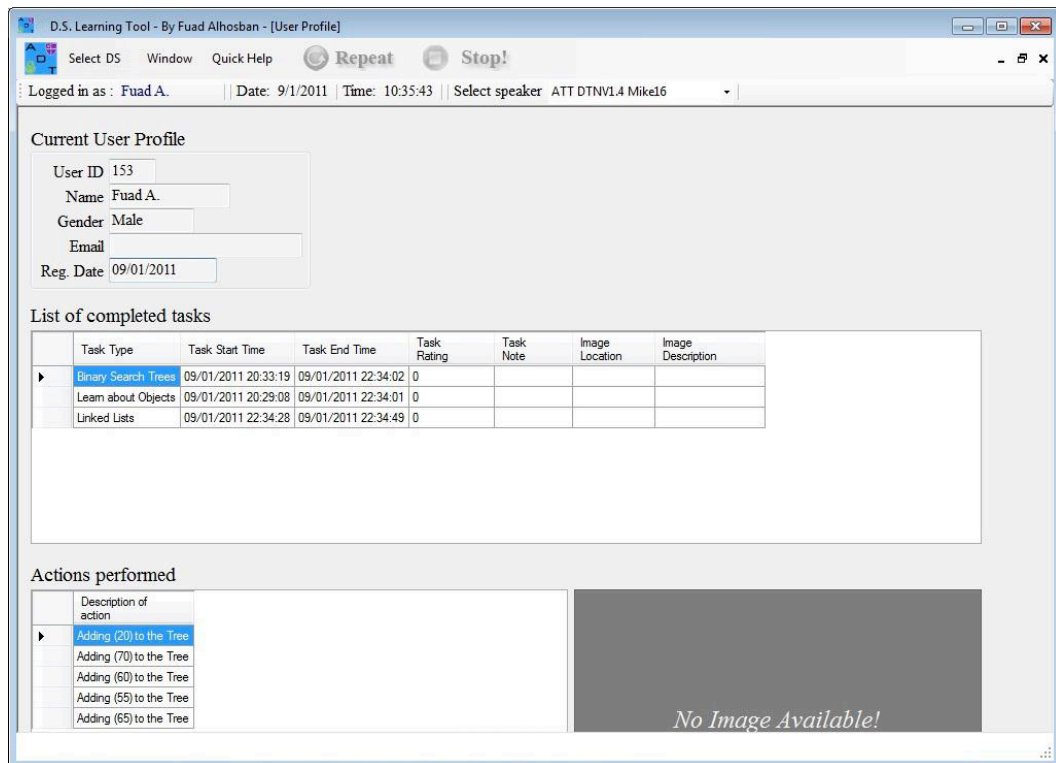 D.S. Learning Tool - By Fuad Alhosban - [User Profile]
Select DS Window Quick Help Repeat Stop!
Logged in as : Fuad A. Date: 9/1/2011 Time: 10:35:43 Select speaker ATT DTNV1.4 Mike16
Current User Profile
User ID 153
Name Fuad A.
Gender Male
Email
Reg. Date 09/01/2011
List of completed tasks
Task Type Task Start Time Task End Time Task Rating Task Note Image Location Image Description
Binary Search Trees 09/01/2011 20:33:19 09/01/2011 22:34:02 0
Learn about Objects 09/01/2011 20:29:08 09/01/2011 22:34:01 0
Linked Lists 09/01/2011 22:34:28 09/01/2011 22:34:49 0
Actions performed
Description of
action
Adding (20) to the Tree
Adding (70) to the Tree
Adding (60) to the Tree
Adding (55) to the Tree
Adding (65) to the Tree
No Image Available!